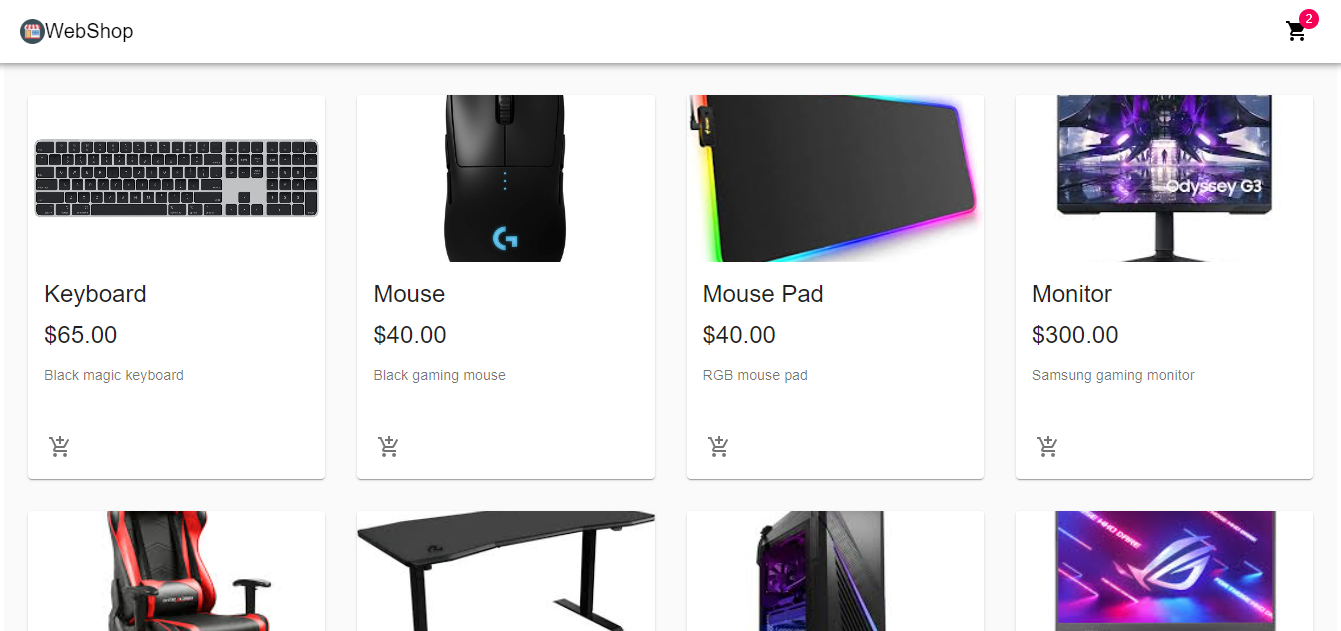 WebShop
2
Odyssey G3
Keyboard
$65.00
Black magic keyboard
Mouse
$40.00
Black gaming mouse
Mouse Pad
$40.00
RGB mouse pad
Monitor
$300.00
Samsung gaming monitor